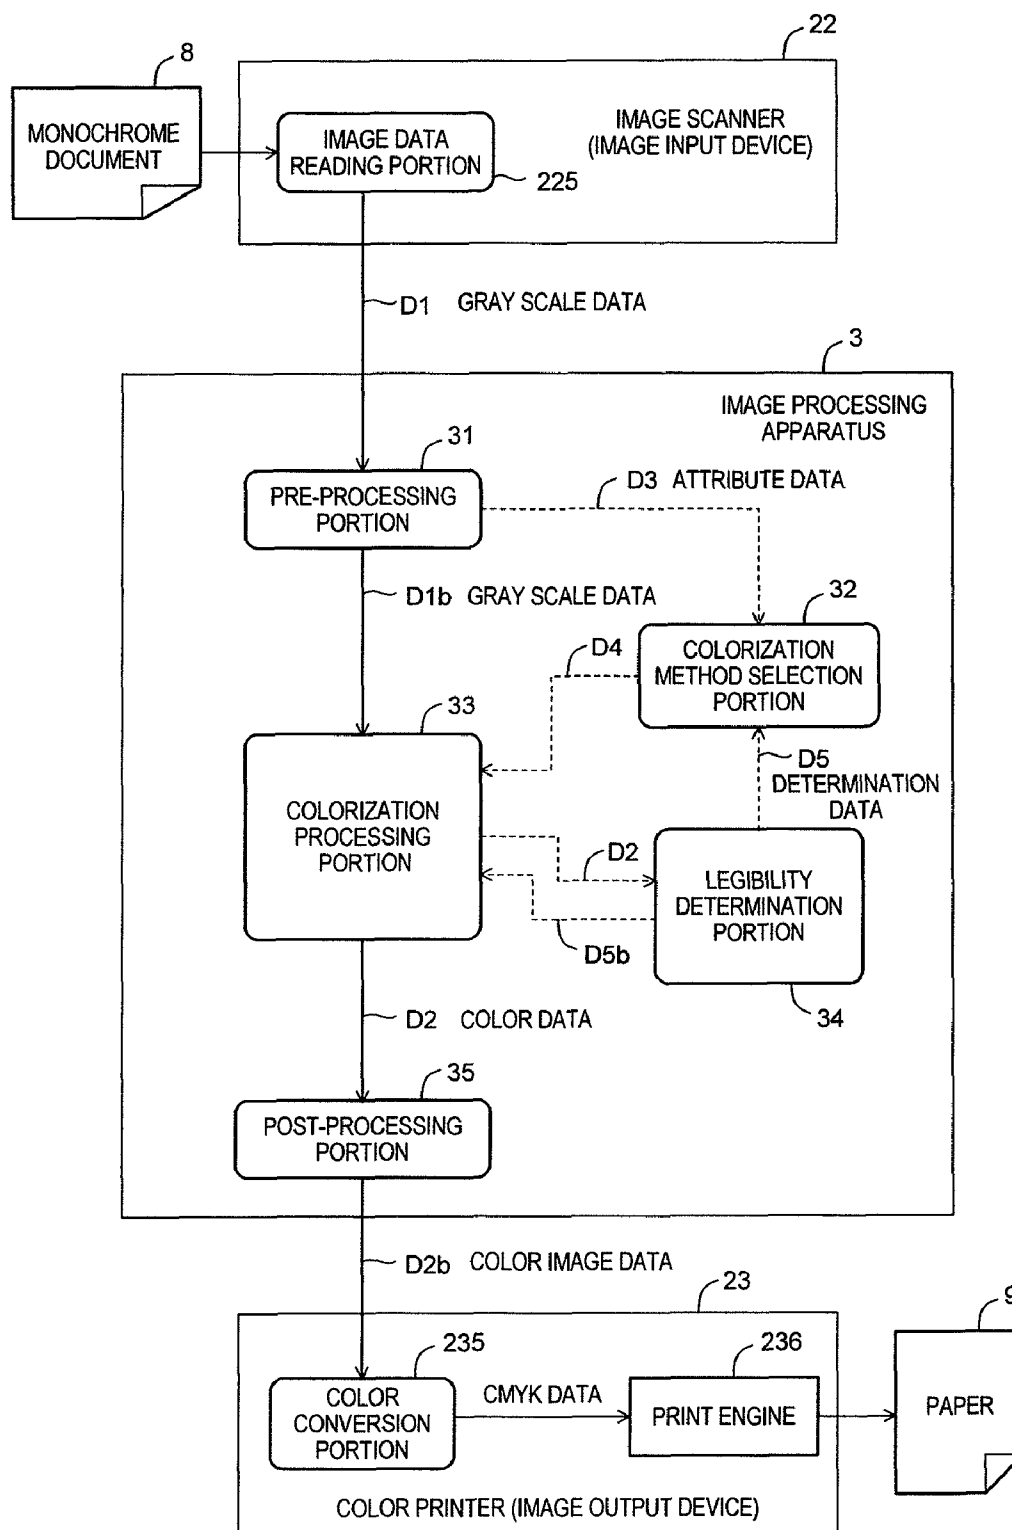 22
8
MONOCHROME
DOCUMENT
IMAGE DATA
READING PORTION
225
IMAGE SCANNER
(IMAGE INPUT DEVICE)
D1 GRAY SCALE DATA
3
IMAGE PROCESSING
APPARATUS
31
PRE-PROCESSING
PORTION
D3 ATTRIBUTE DATA
D1b GRAY SCALE DATA
32
COLORIZATION
METHOD SELECTION
PORTION
D4
33
COLORIZATION
PROCESSING
PORTION
D5
DETERMINATION
DATA
D2
LEGIBILITY
DETERMINATION
PORTION
D5b
34
D2 COLOR DATA
35
POST-PROCESSING
PORTION
D2b COLOR IMAGE DATA
23
9
235
COLOR
CONVERSION
PORTION
CMYK DATA
236
PRINT ENGINE
PAPER
COLOR PRINTER (IMAGE OUTPUT DEVICE)